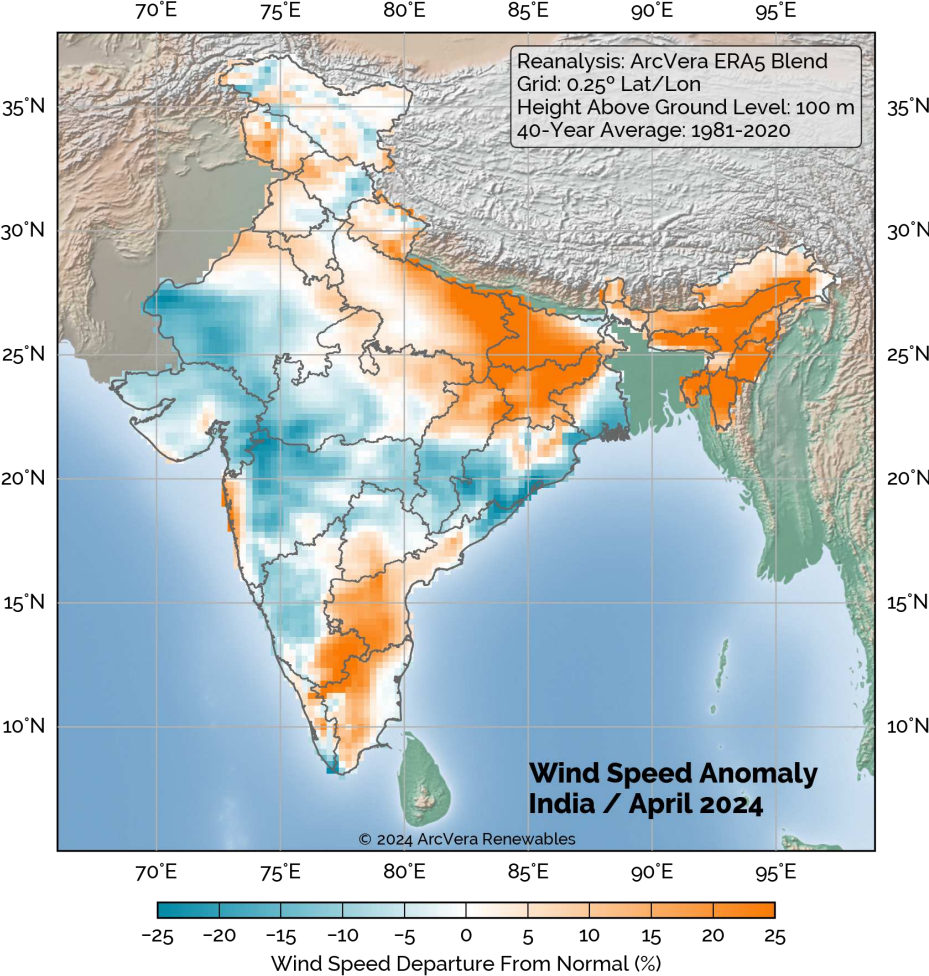 70°E 75°E 80°E 85°E 90°E 95°E
Reanalysis: ArcVera ERA5 Blend
Grid: 0.25º Lat/Lon
Height Above Ground Level: 100 m
40-Year Average: 1981-2020
35°N 35°N
30°N 30°N
25°N 25°N
20°N 20°N
15°N 15°N
10°N 10°N
Wind Speed Anomaly
India / April 2024
© 2024 ArcVera Renewables
70°E 75°E 80°E 85°E 90°E 95°E
−25 −20 −15 −10 −5 0 5 10 15 20 25
Wind Speed Departure From Normal (%)